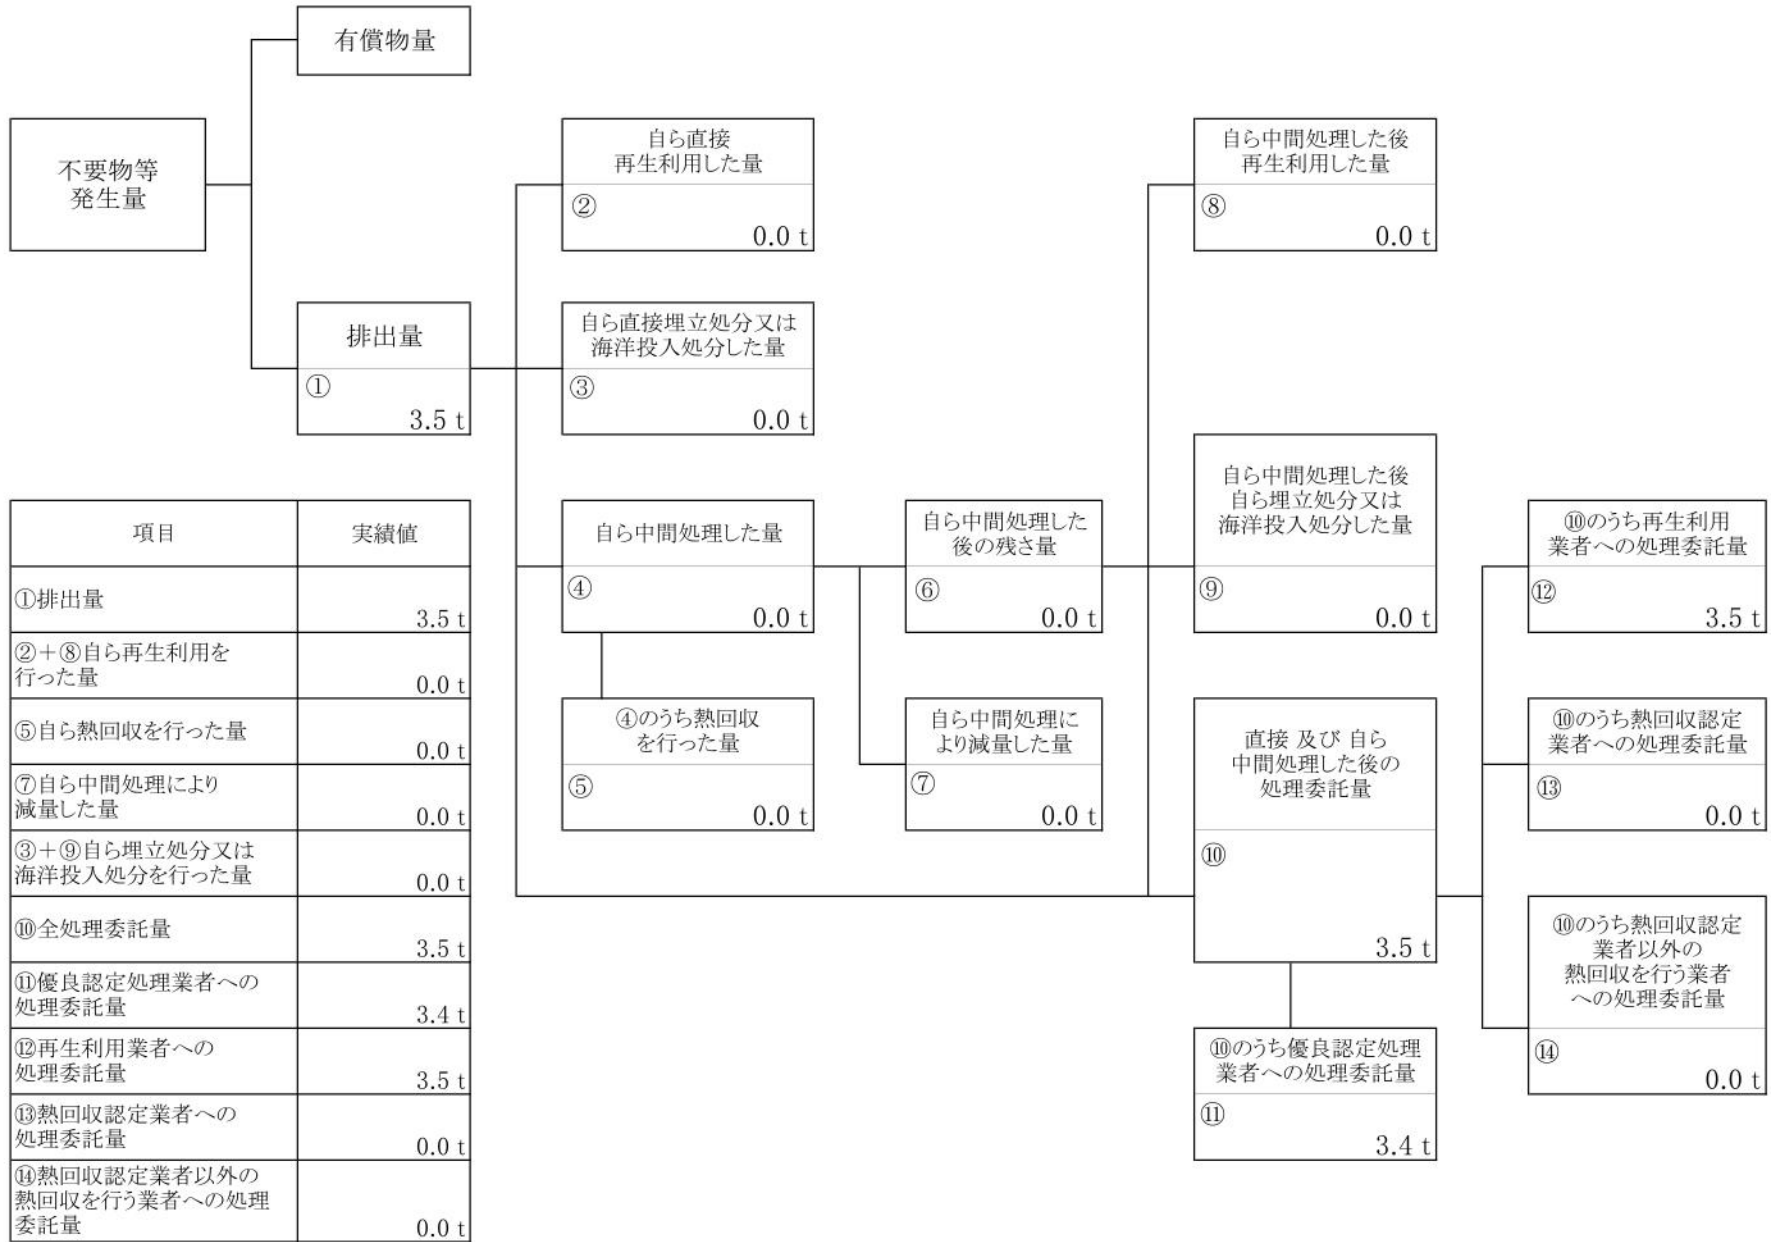 有償物量
不要物等
発生量
自ら直接
再生利用した量
②
0.0 t
自ら中間処理した後
再生利用した量
⑧
0.0 t
排出量
①
3.5 t
自ら直接埋立処分又は
海洋投入処分した量
③
0.0 t
自ら中間処理した量
④
0.0 t
自ら中間処理した
後の残さ量
⑥
0.0 t
自ら中間処理した後
自ら埋立処分又は
海洋投入処分した量
⑨
0.0 t
⑩のうち再生利用
業者への処理委託量
⑫
3.5 t
④のうち熱回収
を行った量
⑤
0.0 t
自ら中間処理に
より減量した量
⑦
0.0 t
直接 及び 自ら
中間処理した後の
処理委託量
⑩
3.5 t
⑩のうち熱回収認定
業者への処理委託量
⑬
0.0 t
⑩のうち熱回収認定
業者以外の
熱回収を行う業者
への処理委託量
⑭
0.0 t
⑩のうち優良認定処理
業者への処理委託量
⑪
3.4 t
項目 実績値
①排出量
3.5 t
②＋⑧自ら再生利用を
行った量
0.0 t
⑤自ら熱回収を行った量
0.0 t
⑦自ら中間処理により
減量した量
0.0 t
③＋⑨自ら埋立処分又は
海洋投入処分を行った量
0.0 t
⑩全処理委託量
3.5 t
⑪優良認定処理業者への
処理委託量
3.4 t
⑫再生利用業者への
処理委託量
3.5 t
⑬熱回収認定業者への
処理委託量
0.0 t
⑭熱回収認定業者以外の
熱回収を行う業者への処理
委託量
0.0 t